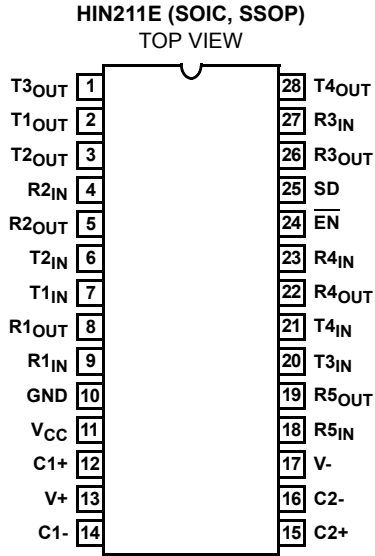 HIN211E (SOIC, SSOP)
TOP VIEW
T3OUT 1 28 T4OUT
T1OUT 2 27 R3IN
T2OUT 3 26 R3OUT
R2IN 4 25 SD
R2OUT 5 24 E̅N̅
T2IN 6 23 R4IN
T1IN 7 22 R4OUT
R1OUT 8 21 T4IN
R1IN 9 20 T3IN
GND 10 19 R5OUT
VCC 11 18 R5IN
C1+ 12 17 V-
V+ 13 16 C2-
C1- 14 15 C2+